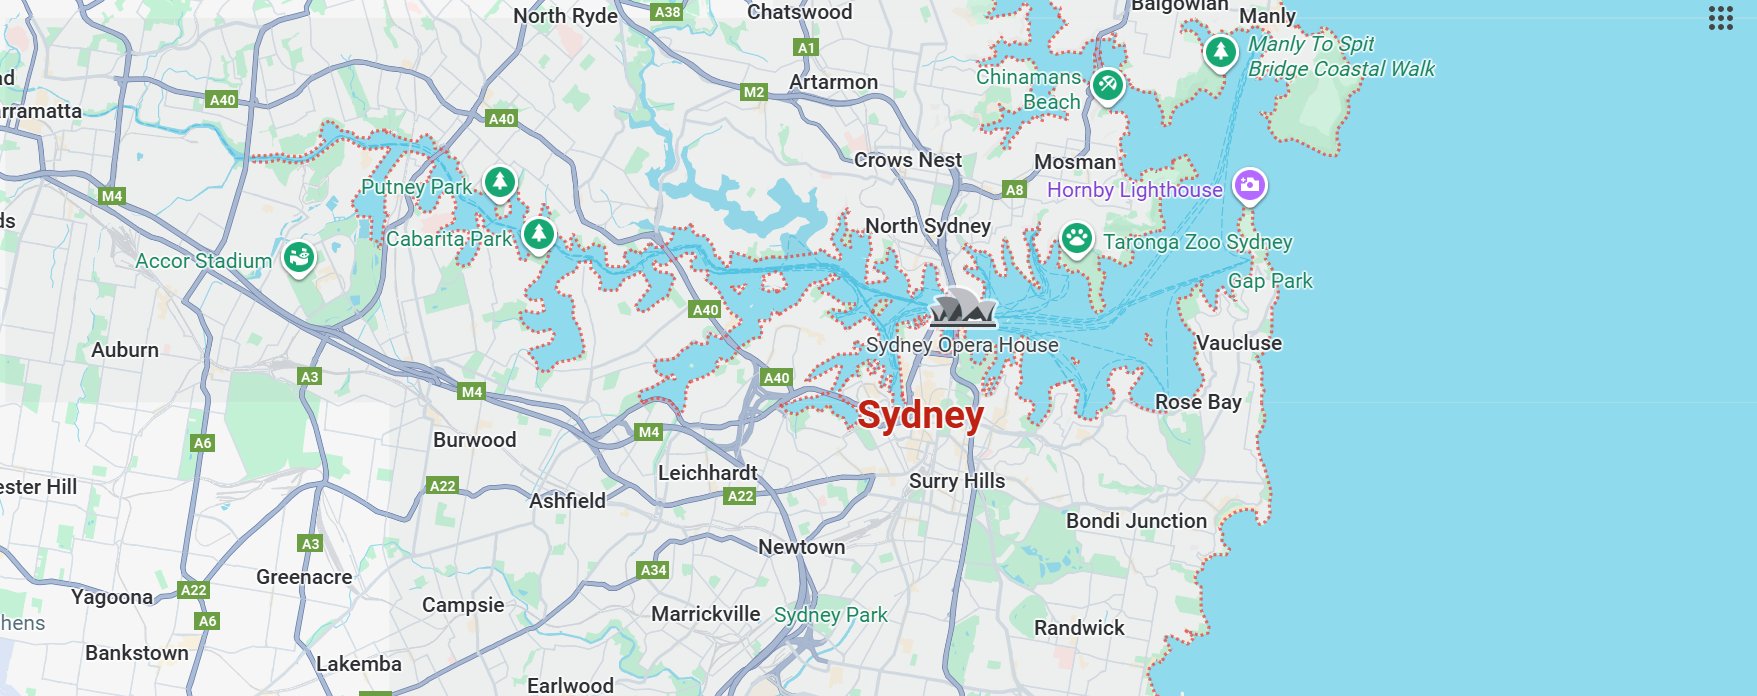 Balgowlah
North Ryde
A38
Chatswood
Manly
A1
Manly To Spit
Bridge Coastal Walk
Chinamans
Beach
Artarmon
M2
A40
A40
Crows Nest
Mosman
Putney Park
A8
Hornby Lighthouse
M4
North Sydney
Cabarita Park
Taronga Zoo Sydney
Accor Stadium
Gap Park
A40
Sydney Opera House
Vaucluse
Auburn
A3
A40
M4
Rose Bay
Sydney
M4
Burwood
A6
Leichhardt
Surry Hills
ester Hill
A22
A22
Ashfield
Bondi Junction
A3
Newtown
A34
Greenacre
A22
Yagoona
Campsie
Marrickville
Sydney Park
A6
hens
Randwick
Bankstown
Lakemba
Earlwood